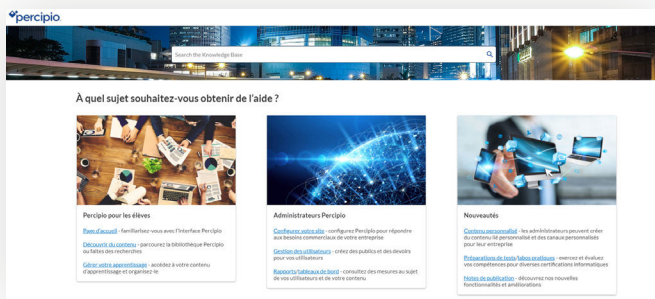 percipio.
Search the Knowledge Base
À quel sujet souhaitez-vous obtenir de l'aide ?
Percipio pour les élèves
Page d'accueil - familiarisez-vous avec l'interface Percipio
Découvrir du contenu - parcourez la bibliothèque Percipio
ou faites des recherches
Gérer votre apprentissage - accédez à votre contenu
d'apprentissage et organisez-le
Administrateurs Percipio
Configurez votre site - configurez Percipio pour répondre
aux besoins commerciaux de votre entreprise
Gestion des utilisateurs - créez des publics et des devoirs
pour vos utilisateurs
Rapports/tableaux de bord - consultez des mesures au sujet
de vos utilisateurs et de votre contenu
Nouveautés
Contenu personnalisé - les administrateurs peuvent créer
du contenu lié personnalisé et des canaux personnalisés
pour leur entreprise
Préparations de tests/labos pratiques - exercez et évaluez
vos compétences pour diverses certifications informatiques
Notes de publication - découvrez nos nouvelles
fonctionnalités et améliorations